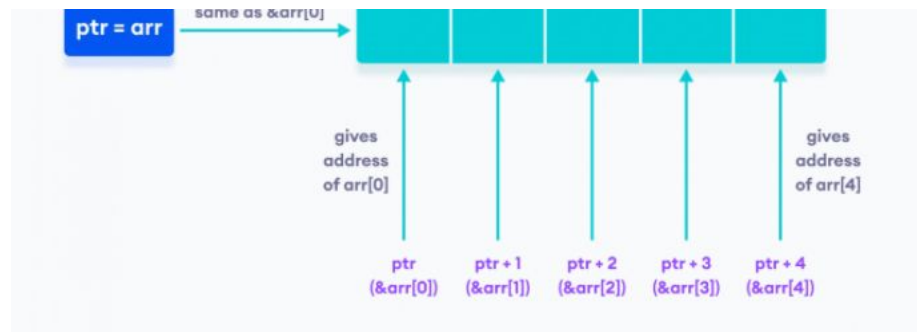 same as &arr[0]
ptr = arr
gives
address
of arr[0]
gives
address
of arr[4]
ptr ptr + 1 ptr + 2 ptr + 3 ptr + 4
(&arr[0]) (&arr[1]) (&arr[2]) (&arr[3]) (&arr[4])